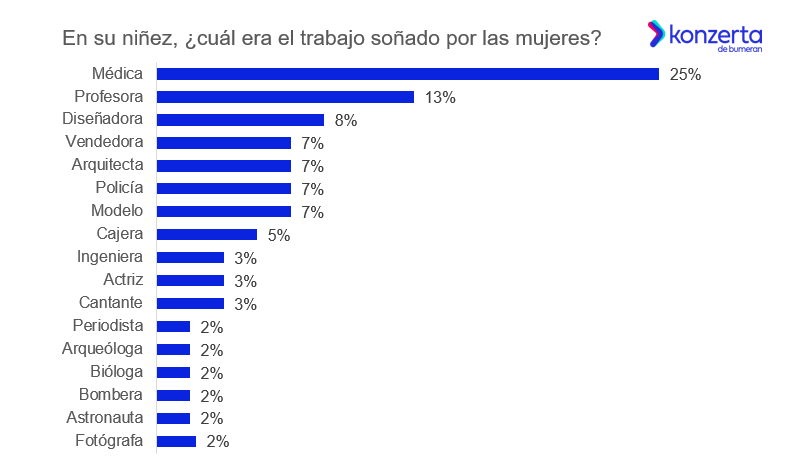 En su niñez, ¿cuál era el trabajo soñado por las mujeres?
konzerta
de bumeran
Médica 25%
Profesora 13%
Diseñadora 8%
Vendedora 7%
Arquitecta 7%
Policía 7%
Modelo 7%
Cajera 5%
Ingeniera 3%
Actriz 3%
Cantante 3%
Periodista 2%
Arqueóloga 2%
Bióloga 2%
Bombera 2%
Astronauta 2%
Fotógrafa 2%